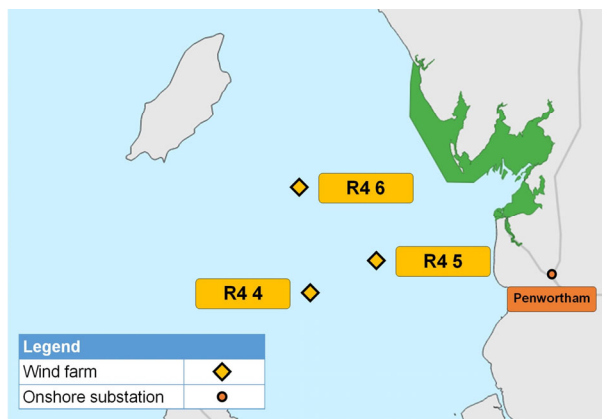 R4 6
R4 5
R4 4
Penwortham
Legend
Wind farm
Onshore substation